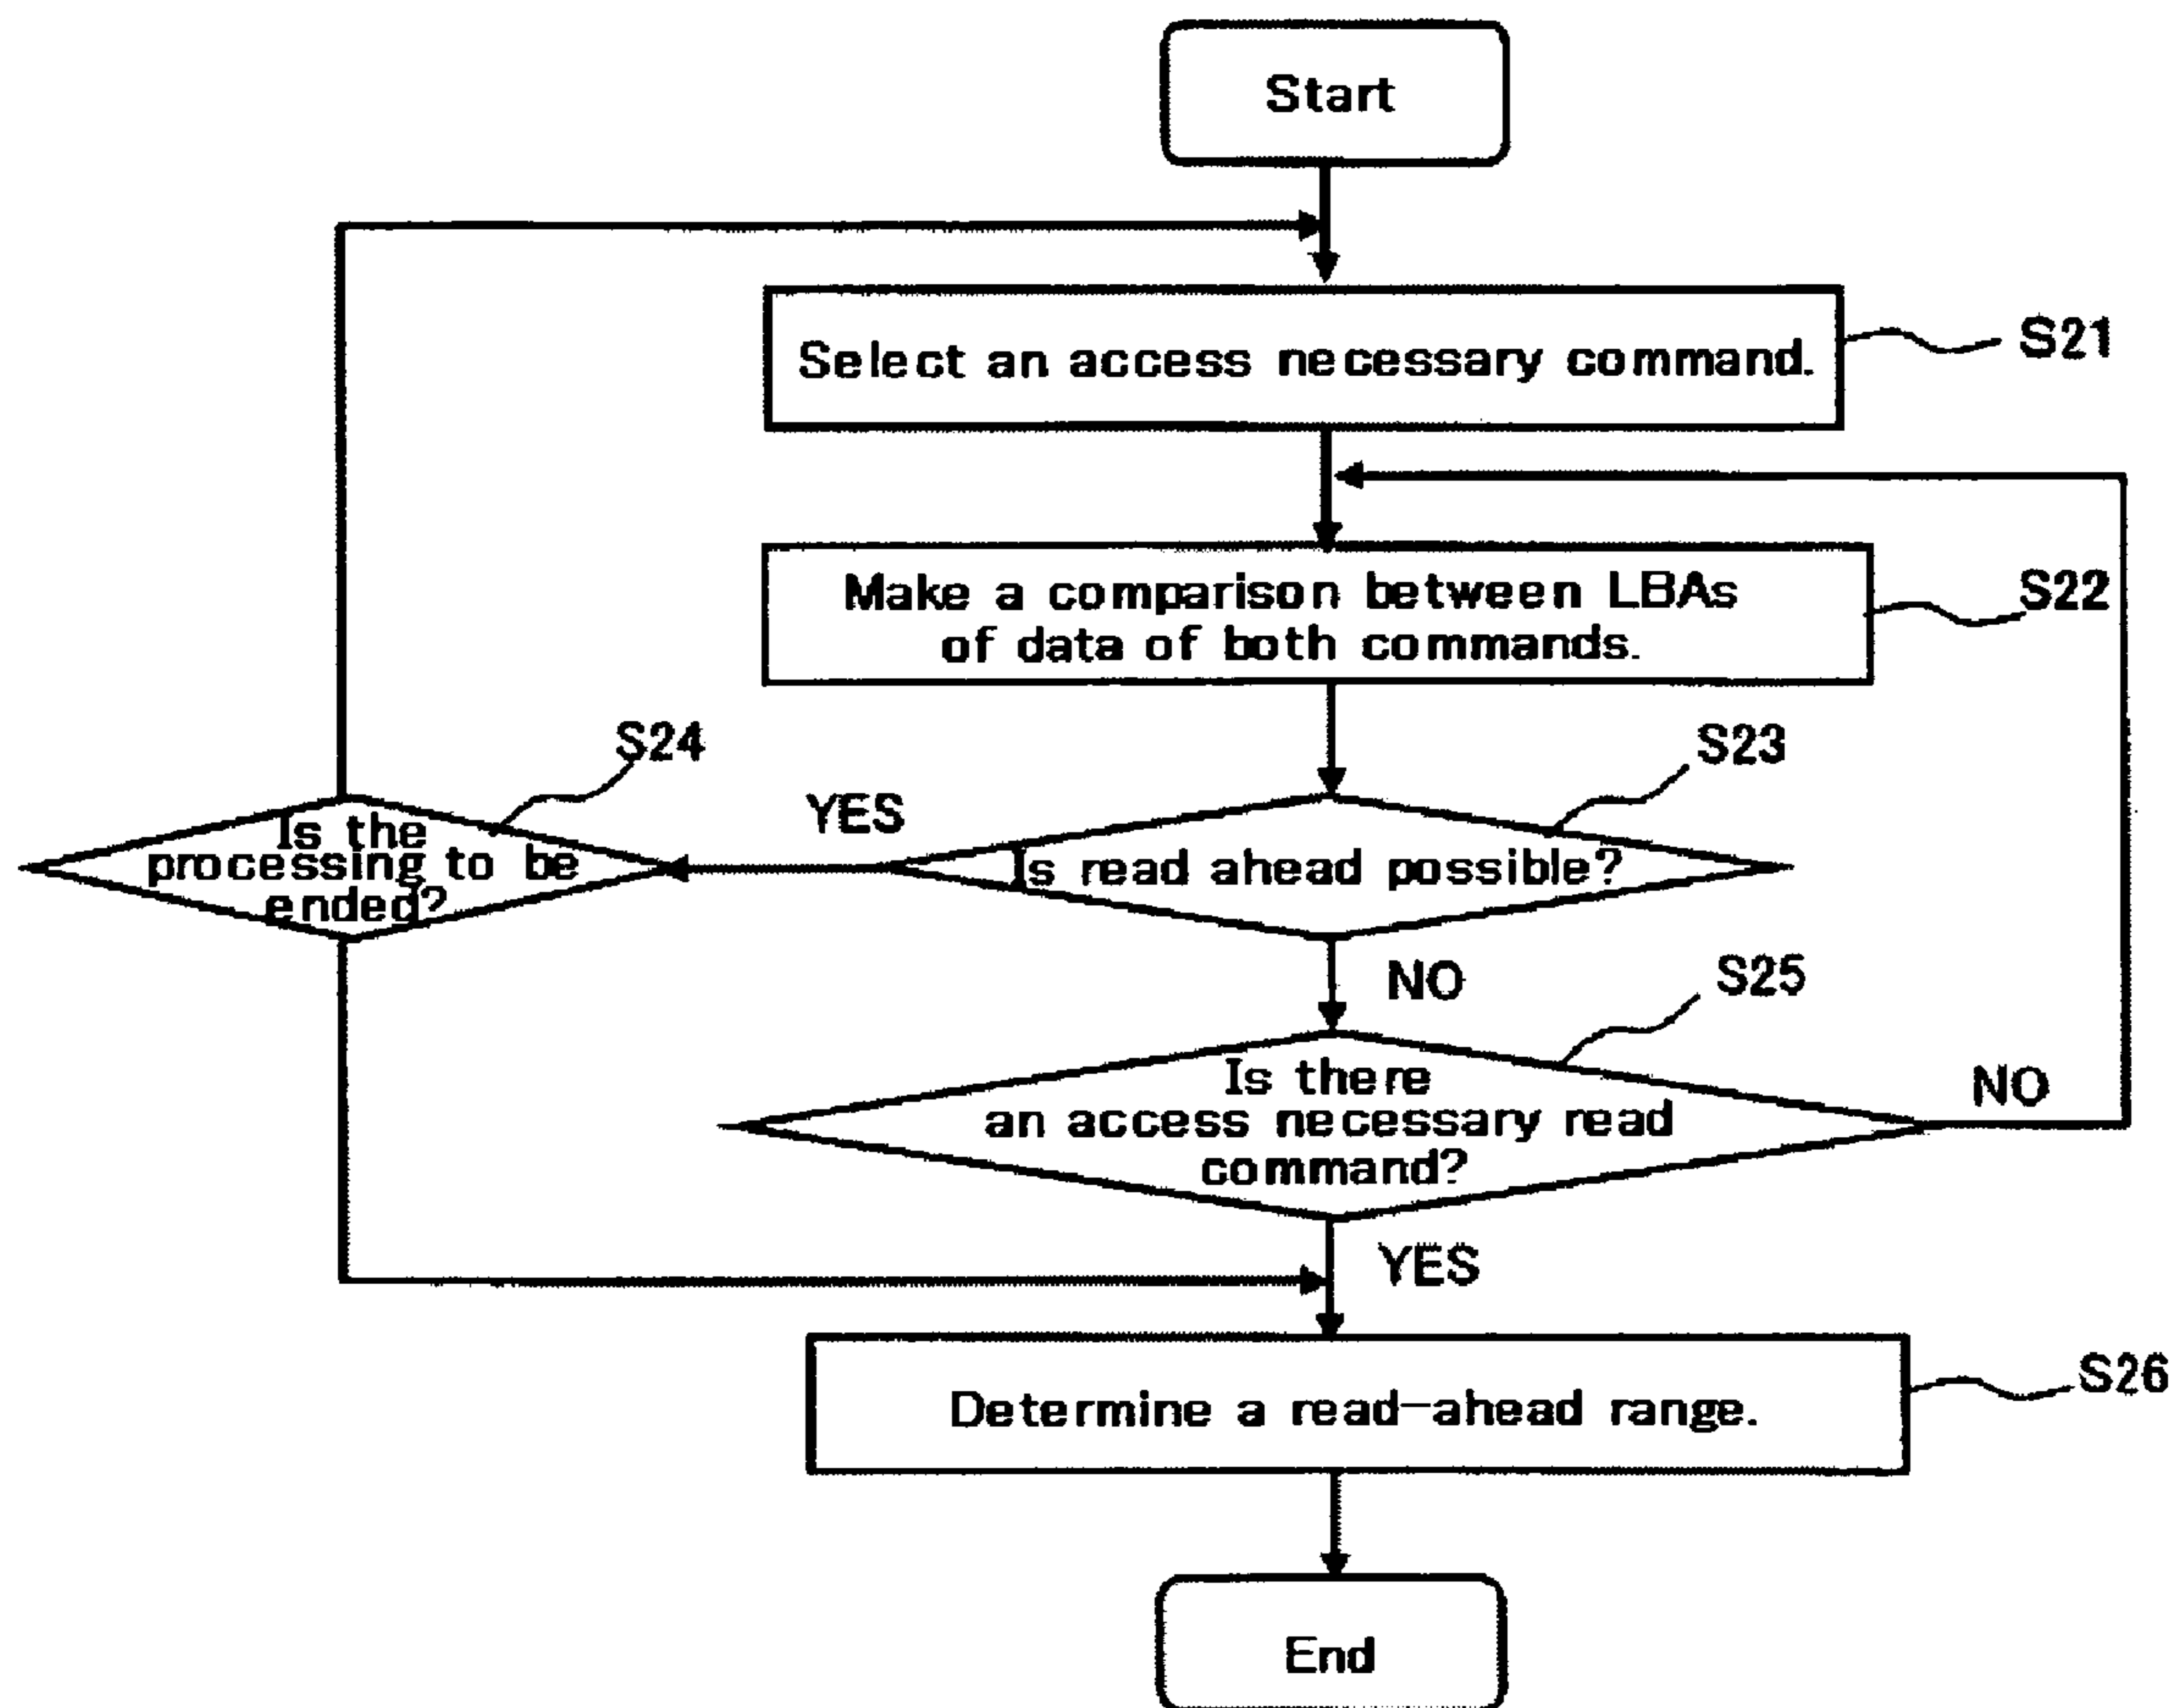 Start
Select an access necessary command.
S21
Make a comparison between LBAs
of data of both commands.
S22
S24
S23
Is the
processing to be
ended?
YES
Is read ahead possible?
NO
S25
Is there
an access necessary read
command?
NO
YES
Determine a read-ahead range.
S26
End